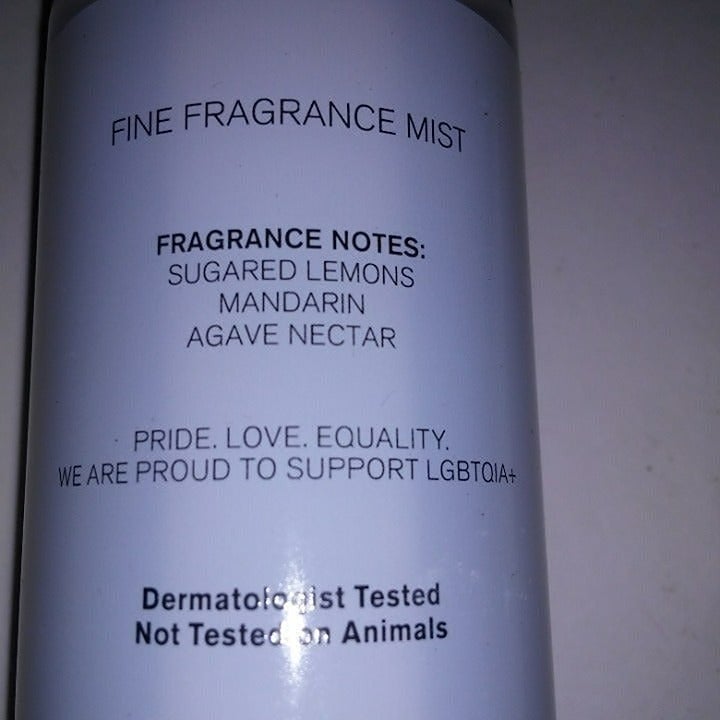 FINE FRAGRANCE MIST
FRAGRANCE NOTES:
SUGARED LEMONS
MANDARIN
AGAVE NECTAR
PRIDE. LOVE. EQUALITY.
WE ARE PROUD TO SUPPORT LGBTQIA+
Dermatologist Tested
Not Tested on Animals